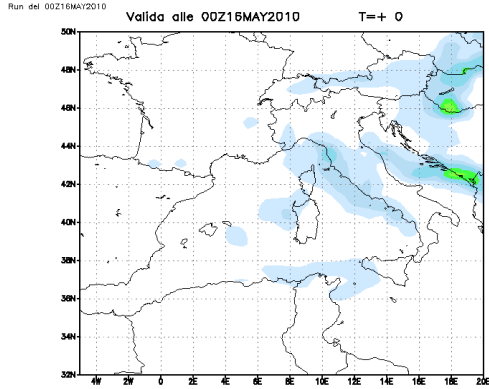 Run del 00Z16MAY2010
Valida alle 00Z16MAY2010 T=+ 0
50N
48N
46N
44N
42N
40N
38N
36N
34N
32N
4W 2W 0 2E 4E 6E 8E 10E 12E 14E 16E 18E 20E